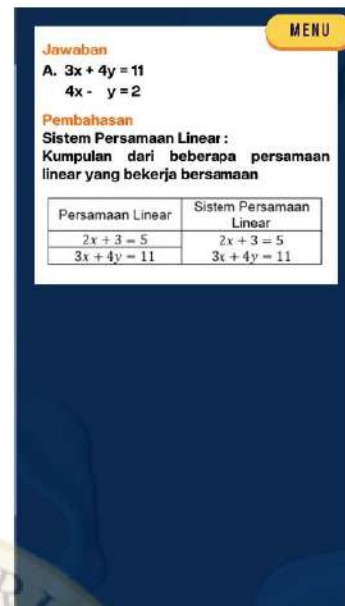 MENU
Jawaban
A. 3x + 4y = 11
4x - y = 2
Pembahasan
Sistem Persamaan Linear :
Kumpulan dari beberapa persamaan
linear yang bekerja bersamaan
Persamaan Linear
Sistem Persamaan
Linear
2x + 3 = 5
2x + 3 = 5
3x + 4y = 11
3x + 4y = 11